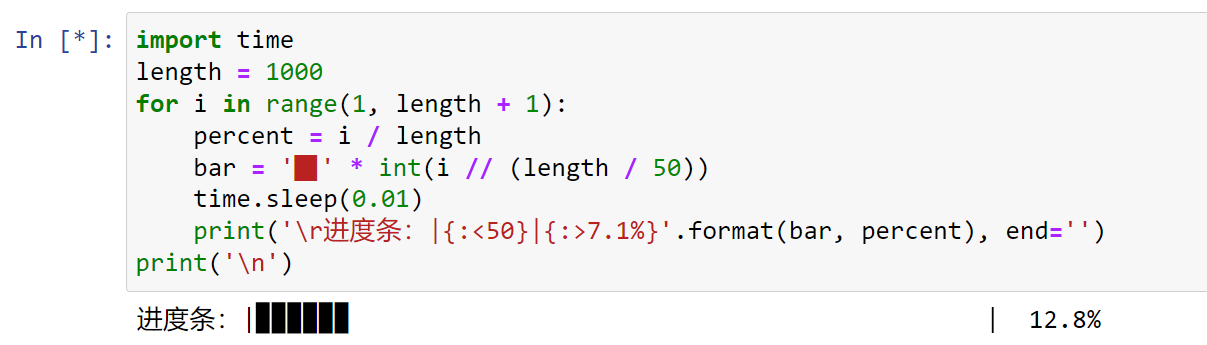 In [*]: import time
length = 1000
for i in range(1, length + 1):
    percent = i / length
    bar = '█' * int(i // (length / 50))
    time.sleep(0.01)
    print('\r进度条: |{:<50}|{:>7.1%}'.format(bar, percent), end='')
print('\n')
进度条: |██████                                            |  12.8%